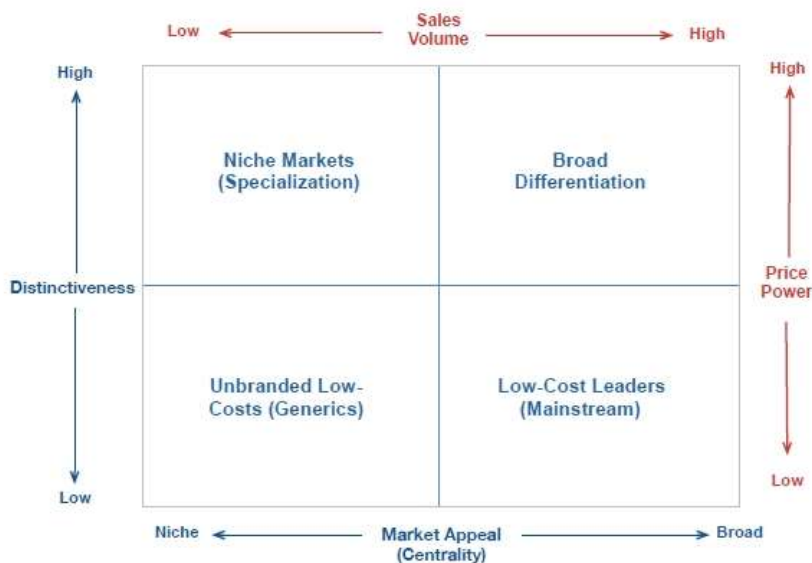 Sales
Volume
Low
High
High
High
Niche Markets
(Specialization)
Broad
Differentiation
Distinctiveness
Price
Power
Unbranded Low-
Costs (Generics)
Low-Cost Leaders
(Mainstream)
Low
Low
Niche
Market Appeal
(Centrality)
Broad